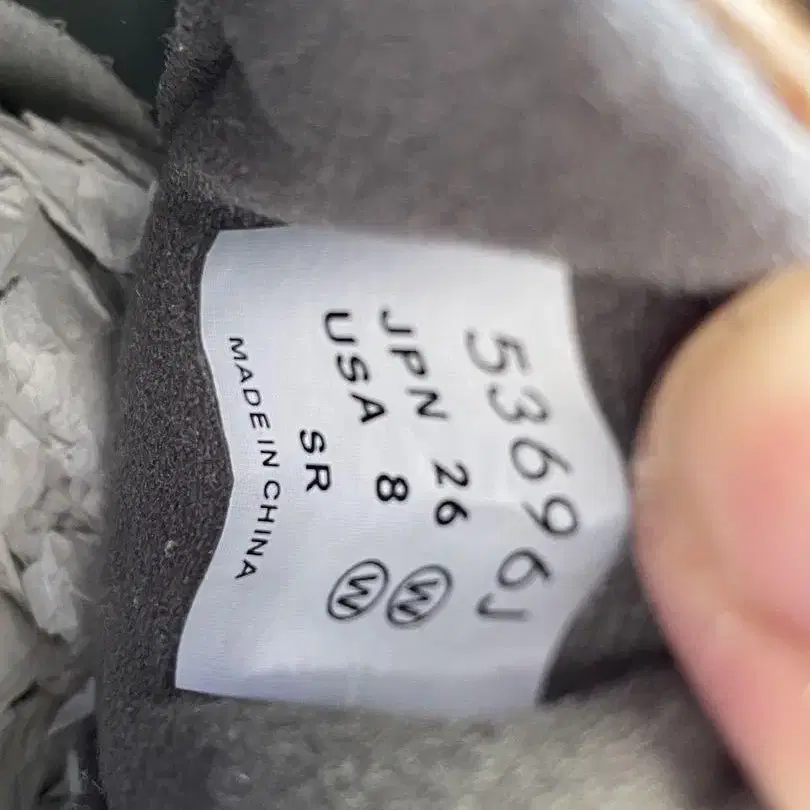 53696J
JPN 26 W
USA 8 W
SR
MADE IN CHINA